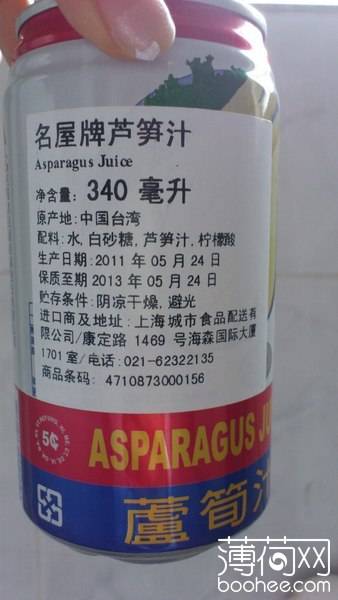 名屋牌芦笋汁
Asparagus Juice
净含量: 340 毫升
原产地:中国台湾
配料:水,白砂糖,芦笋汁,柠檬酸
生产日期:2011 年 05 月 24 日
保质至期 2013 年 05 月 24 日
贮存条件:阴凉干燥,避光
进口商及地址:上海城市食品配送有
限公司/康定路 1469 号海森国际大厦
1701 室/电话:021-62322135
商品条码: 4710873000156
5¢
ASPARAGUS JU
蘆筍汁
薄荷网
boohee.com